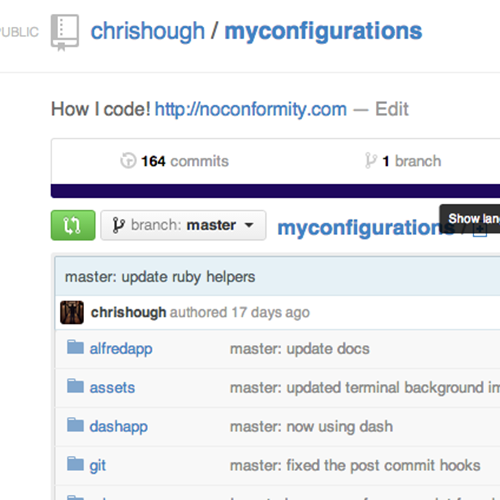 PUBLIC chrishough / myconfigurations
How I code! http://noconformity.com — Edit
164 commits 1 branch
Show lan
branch: master myconfigurations /
master: update ruby helpers
chrishough authored 17 days ago
alfredapp master: update docs
assets master: updated terminal background im
dashapp master: now using dash
git master: fixed the post commit hooks